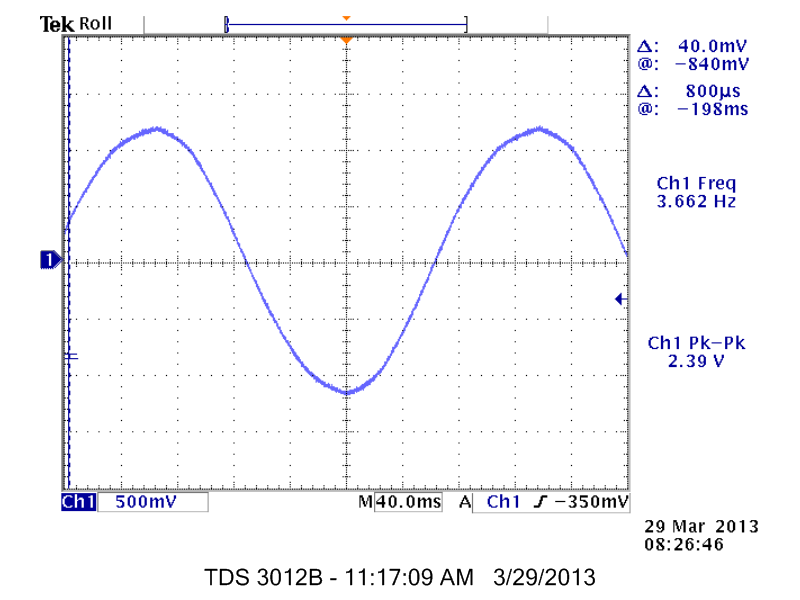 Tek Roll
Δ: 40.0mV
@: −840mV
Δ: 800µs
@: −198ms
Ch1 Freq
3.662 Hz
1
Ch1 Pk−Pk
2.39 V
Ch1 500mV M 40.0ms A Ch1 ʃ −350mV
29 Mar 2013
08:26:46
TDS 3012B - 11:17:09 AM 3/29/2013